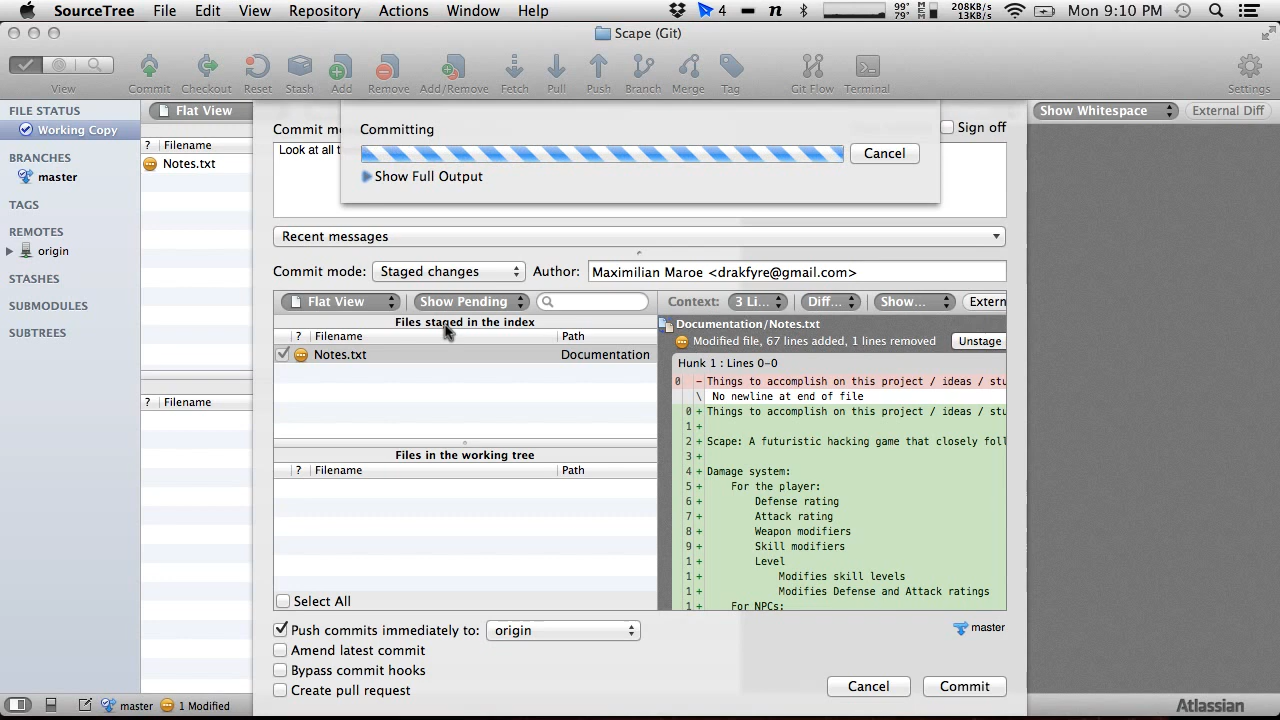 SourceTree File Edit View Repository Actions Window Help 4 n 99° 79° MEM 208KB/s 13KB/s Mon 9:10 PM
Scape (Git)
View Commit Checkout Reset Stash Add Remove Add/Remove Fetch Pull Push Branch Merge Tag Git Flow Terminal Settings
FILE STATUS
Working Copy
BRANCHES
master
TAGS
REMOTES
origin
STASHES
SUBMODULES
SUBTREES
Flat View
? Filename
Notes.txt
? Filename
Show Whitespace External Diff
Commit m
Sign off
Look at all t
Committing
Cancel
Show Full Output
Recent messages
Commit mode: Staged changes Author: Maximilian Maroe <drakfyre@gmail.com>
Flat View Show Pending
Files staged in the index
? Filename Path
Notes.txt Documentation
Files in the working tree
? Filename Path
Select All
Context: 3 Li... Diff... Show... Extern
Documentation/Notes.txt
Modified file, 67 lines added, 1 lines removed Unstage
Hunk 1 : Lines 0-0
0 - Things to accomplish on this project / ideas / stu
\ No newline at end of file
0 + Things to accomplish on this project / ideas / stu
1 +
2 + Scape: A futuristic hacking game that closely foll
3 +
4 + Damage system:
5 + For the player:
6 + Defense rating
7 + Attack rating
8 + Weapon modifiers
9 + Skill modifiers
1 + Level
1 + Modifies skill levels
1 + Modifies Defense and Attack ratings
1 + For NPCs:
Push commits immediately to: origin
master
Amend latest commit
Bypass commit hooks
Create pull request
Cancel Commit
master 1 Modified
Atlassian